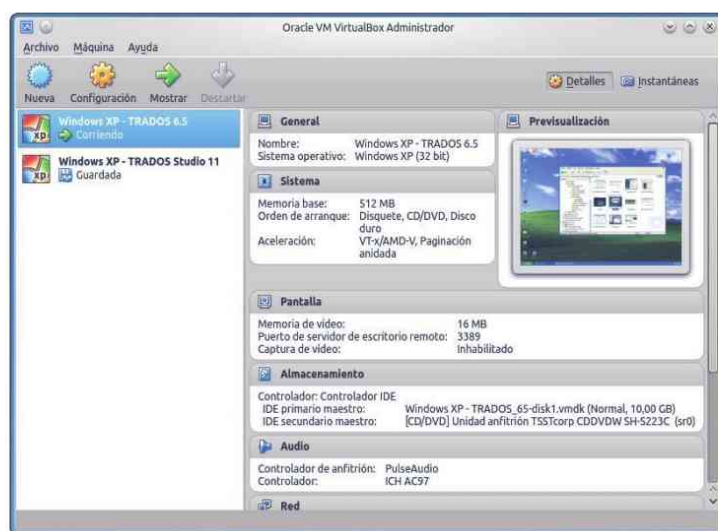 Oracle VM VirtualBox Administrador
Archivo Máquina Ayuda
Nueva Configuración Mostrar Descartar
Detalles Instantáneas
Windows XP - TRADOS 6.5
Corriendo
Windows XP - TRADOS Studio 11
Guardada
General
Nombre: Windows XP - TRADOS 6.5
Sistema operativo: Windows XP (32 bit)
Sistema
Memoria base: 512 MB
Orden de arranque: Disquete, CD/DVD, Disco
duro
Aceleración: VT-x/AMD-V, Paginación
anidada
Previsualización
Pantalla
Memoria de vídeo: 16 MB
Puerto de servidor de escritorio remoto: 3389
Captura de vídeo: Inhabilitado
Almacenamiento
Controlador: Controlador IDE
IDE primario maestro: Windows XP - TRADOS_65-disk1.vmdk (Normal, 10,00 GB)
IDE secundario maestro: [CD/DVD] Unidad anfitrión TSSTcorp CDDVDW SH-S223C (sr0)
Audio
Controlador de anfitrión: PulseAudio
Controlador: ICH AC97
Red